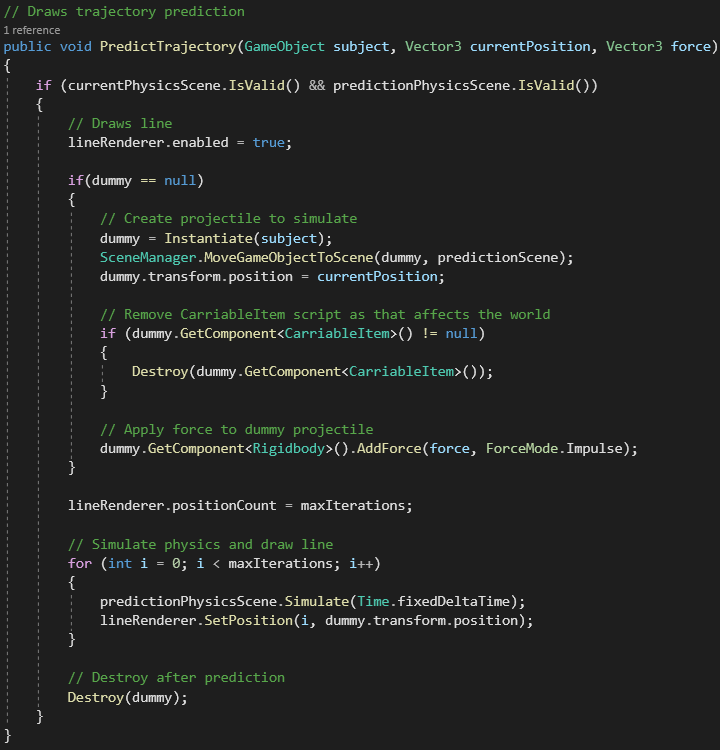 // Draws trajectory prediction
1 reference
public void PredictTrajectory(GameObject subject, Vector3 currentPosition, Vector3 force)
{
if (currentPhysicsScene.IsValid() && predictionPhysicsScene.IsValid())
{
// Draws line
lineRenderer.enabled = true;
if(dummy == null)
{
// Create projectile to simulate
dummy = Instantiate(subject);
SceneManager.MoveGameObjectToScene(dummy, predictionScene);
dummy.transform.position = currentPosition;
// Remove CarriableItem script as that affects the world
if (dummy.GetComponent<CarriableItem>() != null)
{
Destroy(dummy.GetComponent<CarriableItem>());
}
// Apply force to dummy projectile
dummy.GetComponent<Rigidbody>().AddForce(force, ForceMode.Impulse);
}
lineRenderer.positionCount = maxIterations;
// Simulate physics and draw line
for (int i = 0; i < maxIterations; i++)
{
predictionPhysicsScene.Simulate(Time.fixedDeltaTime);
lineRenderer.SetPosition(i, dummy.transform.position);
}
// Destroy after prediction
Destroy(dummy);
}
}